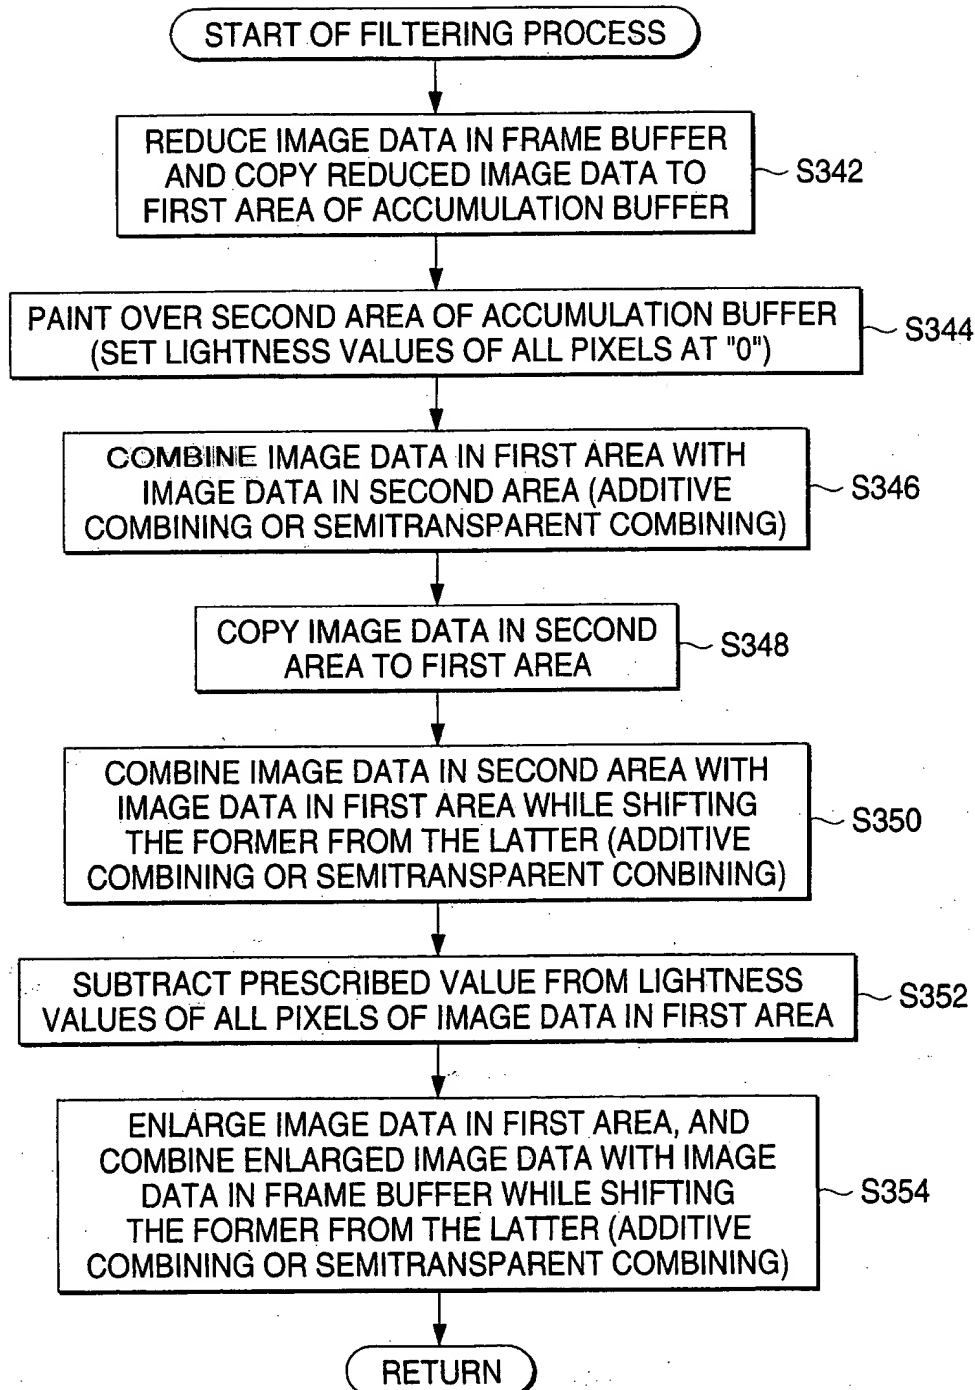 START OF FILTERING PROCESS
REDUCE IMAGE DATA IN FRAME BUFFER
AND COPY REDUCED IMAGE DATA TO
FIRST AREA OF ACCUMULATION BUFFER
S342
PAINT OVER SECOND AREA OF ACCUMULATION BUFFER
(SET LIGHTNESS VALUES OF ALL PIXELS AT "0")
S344
COMBINE IMAGE DATA IN FIRST AREA WITH
IMAGE DATA IN SECOND AREA (ADDITIVE
COMBINING OR SEMITRANSPARENT COMBINING)
S346
COPY IMAGE DATA IN SECOND
AREA TO FIRST AREA
S348
COMBINE IMAGE DATA IN SECOND AREA WITH
IMAGE DATA IN FIRST AREA WHILE SHIFTING
THE FORMER FROM THE LATTER (ADDITIVE
COMBINING OR SEMITRANSPARENT CONBINING)
S350
SUBTRACT PRESCRIBED VALUE FROM LIGHTNESS
VALUES OF ALL PIXELS OF IMAGE DATA IN FIRST AREA
S352
ENLARGE IMAGE DATA IN FIRST AREA, AND
COMBINE ENLARGED IMAGE DATA WITH IMAGE
DATA IN FRAME BUFFER WHILE SHIFTING
THE FORMER FROM THE LATTER (ADDITIVE
COMBINING OR SEMITRANSPARENT COMBINING)
S354
RETURN